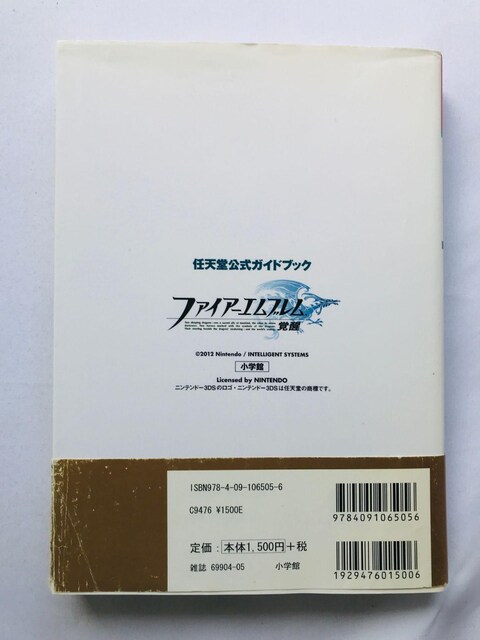 任天堂公式ガイドブック
ファイアーエムブレム
覚醒
©2012 Nintendo / INTELLIGENT SYSTEMS
小学館
Licensed by NINTENDO
ニンテンドー3DSのロゴ・ニンテンドー3DSは任天堂の商標です。
ISBN978-4-09-106505-6
C9476 ¥1500E
9784091065056
定価:本体1,500円+税
雑誌 69904-05 小学館
1929476015006